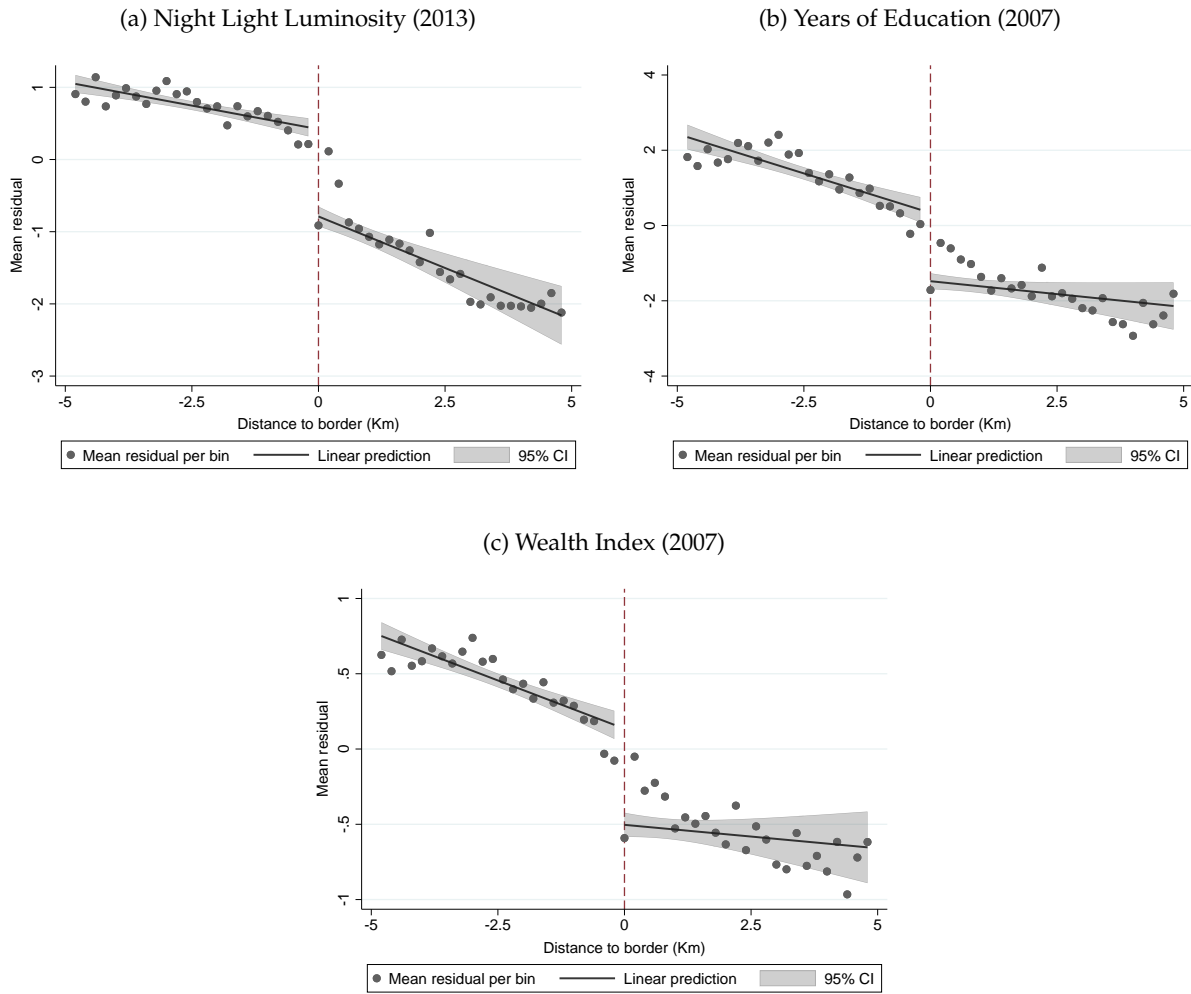 (a) Night Light Luminosity (2013)
1
0
-1
-2
-3
Mean residual
-5 -2.5 0 2.5 5
Distance to border (Km)
Mean residual per bin Linear prediction 95% CI
(b) Years of Education (2007)
4
2
0
-2
-4
Mean residual
-5 -2.5 0 2.5 5
Distance to border (Km)
Mean residual per bin Linear prediction 95% CI
(c) Wealth Index (2007)
1
.5
0
-.5
-1
Mean residual
-5 -2.5 0 2.5 5
Distance to border (Km)
Mean residual per bin Linear prediction 95% CI